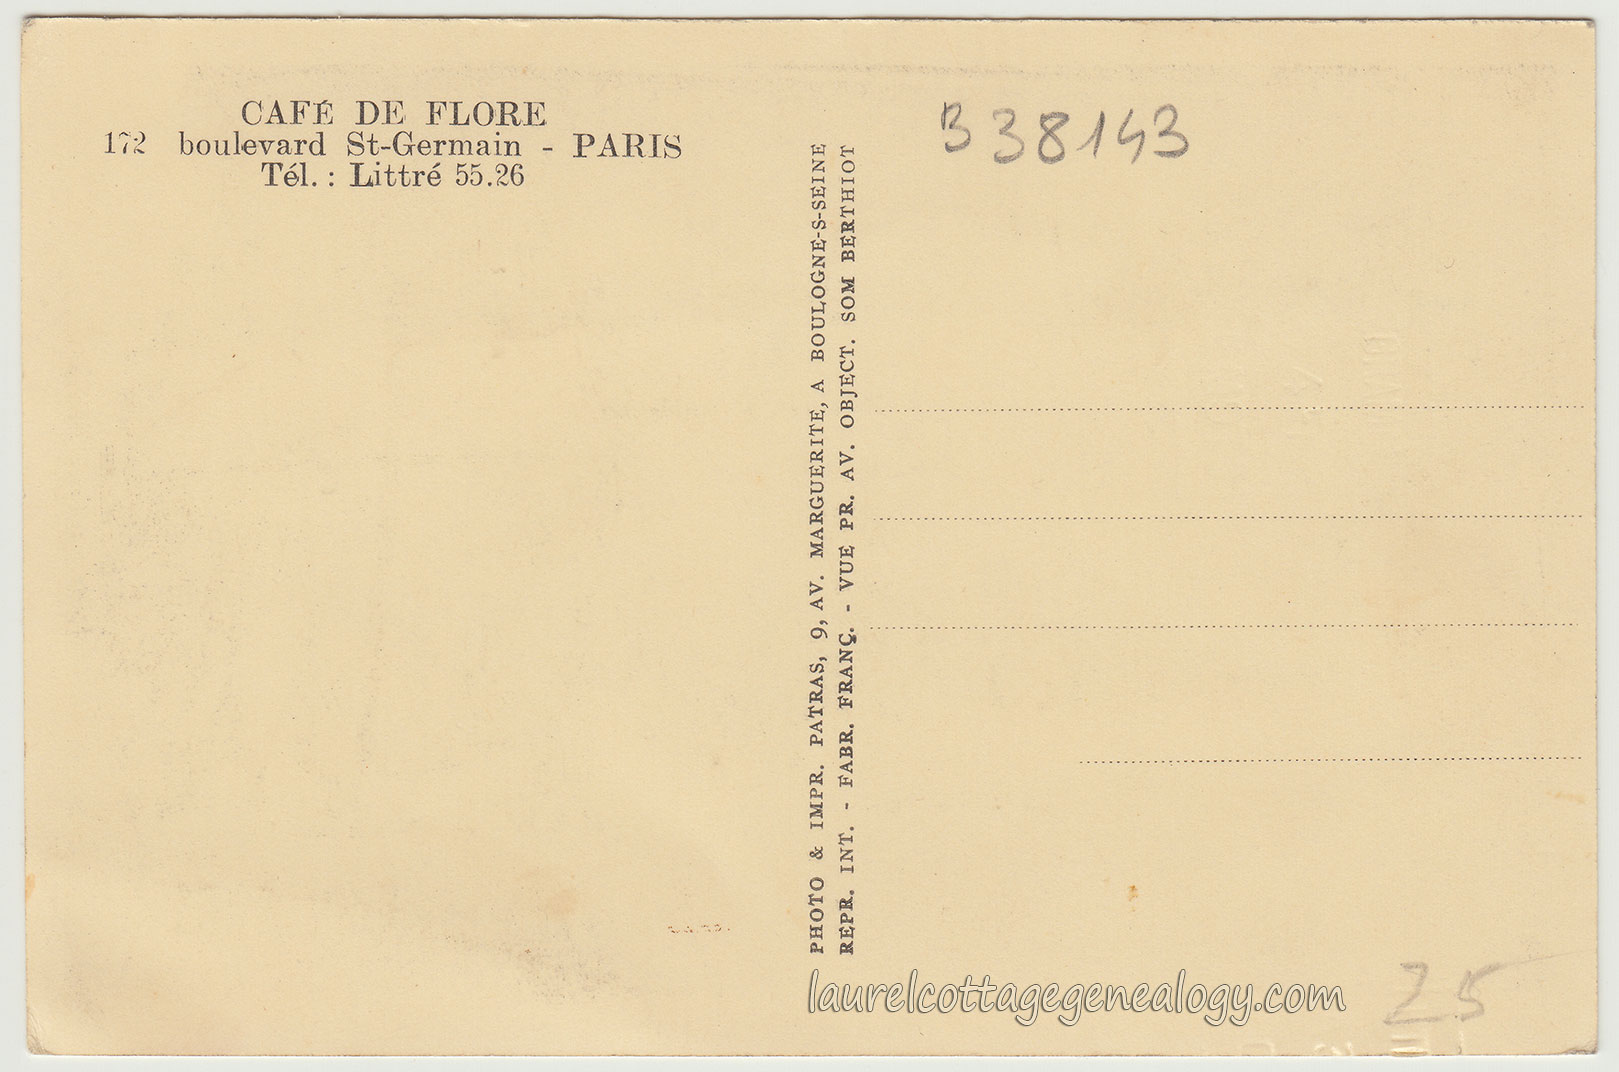 CAFÉ DE FLORE
172 boulevard St-Germain - PARIS
Tél. : Littré 55.26
PHOTO & IMPR. PATRAS, 9, AV. MARGUERITE, A BOULOGNE-S-SEINE
REPR. INT. - FABR. FRANÇ. - VUE PR. AV. OBJECT. SOM BERTHIOT
B 38143
25
laurelcottagegenealogy.com